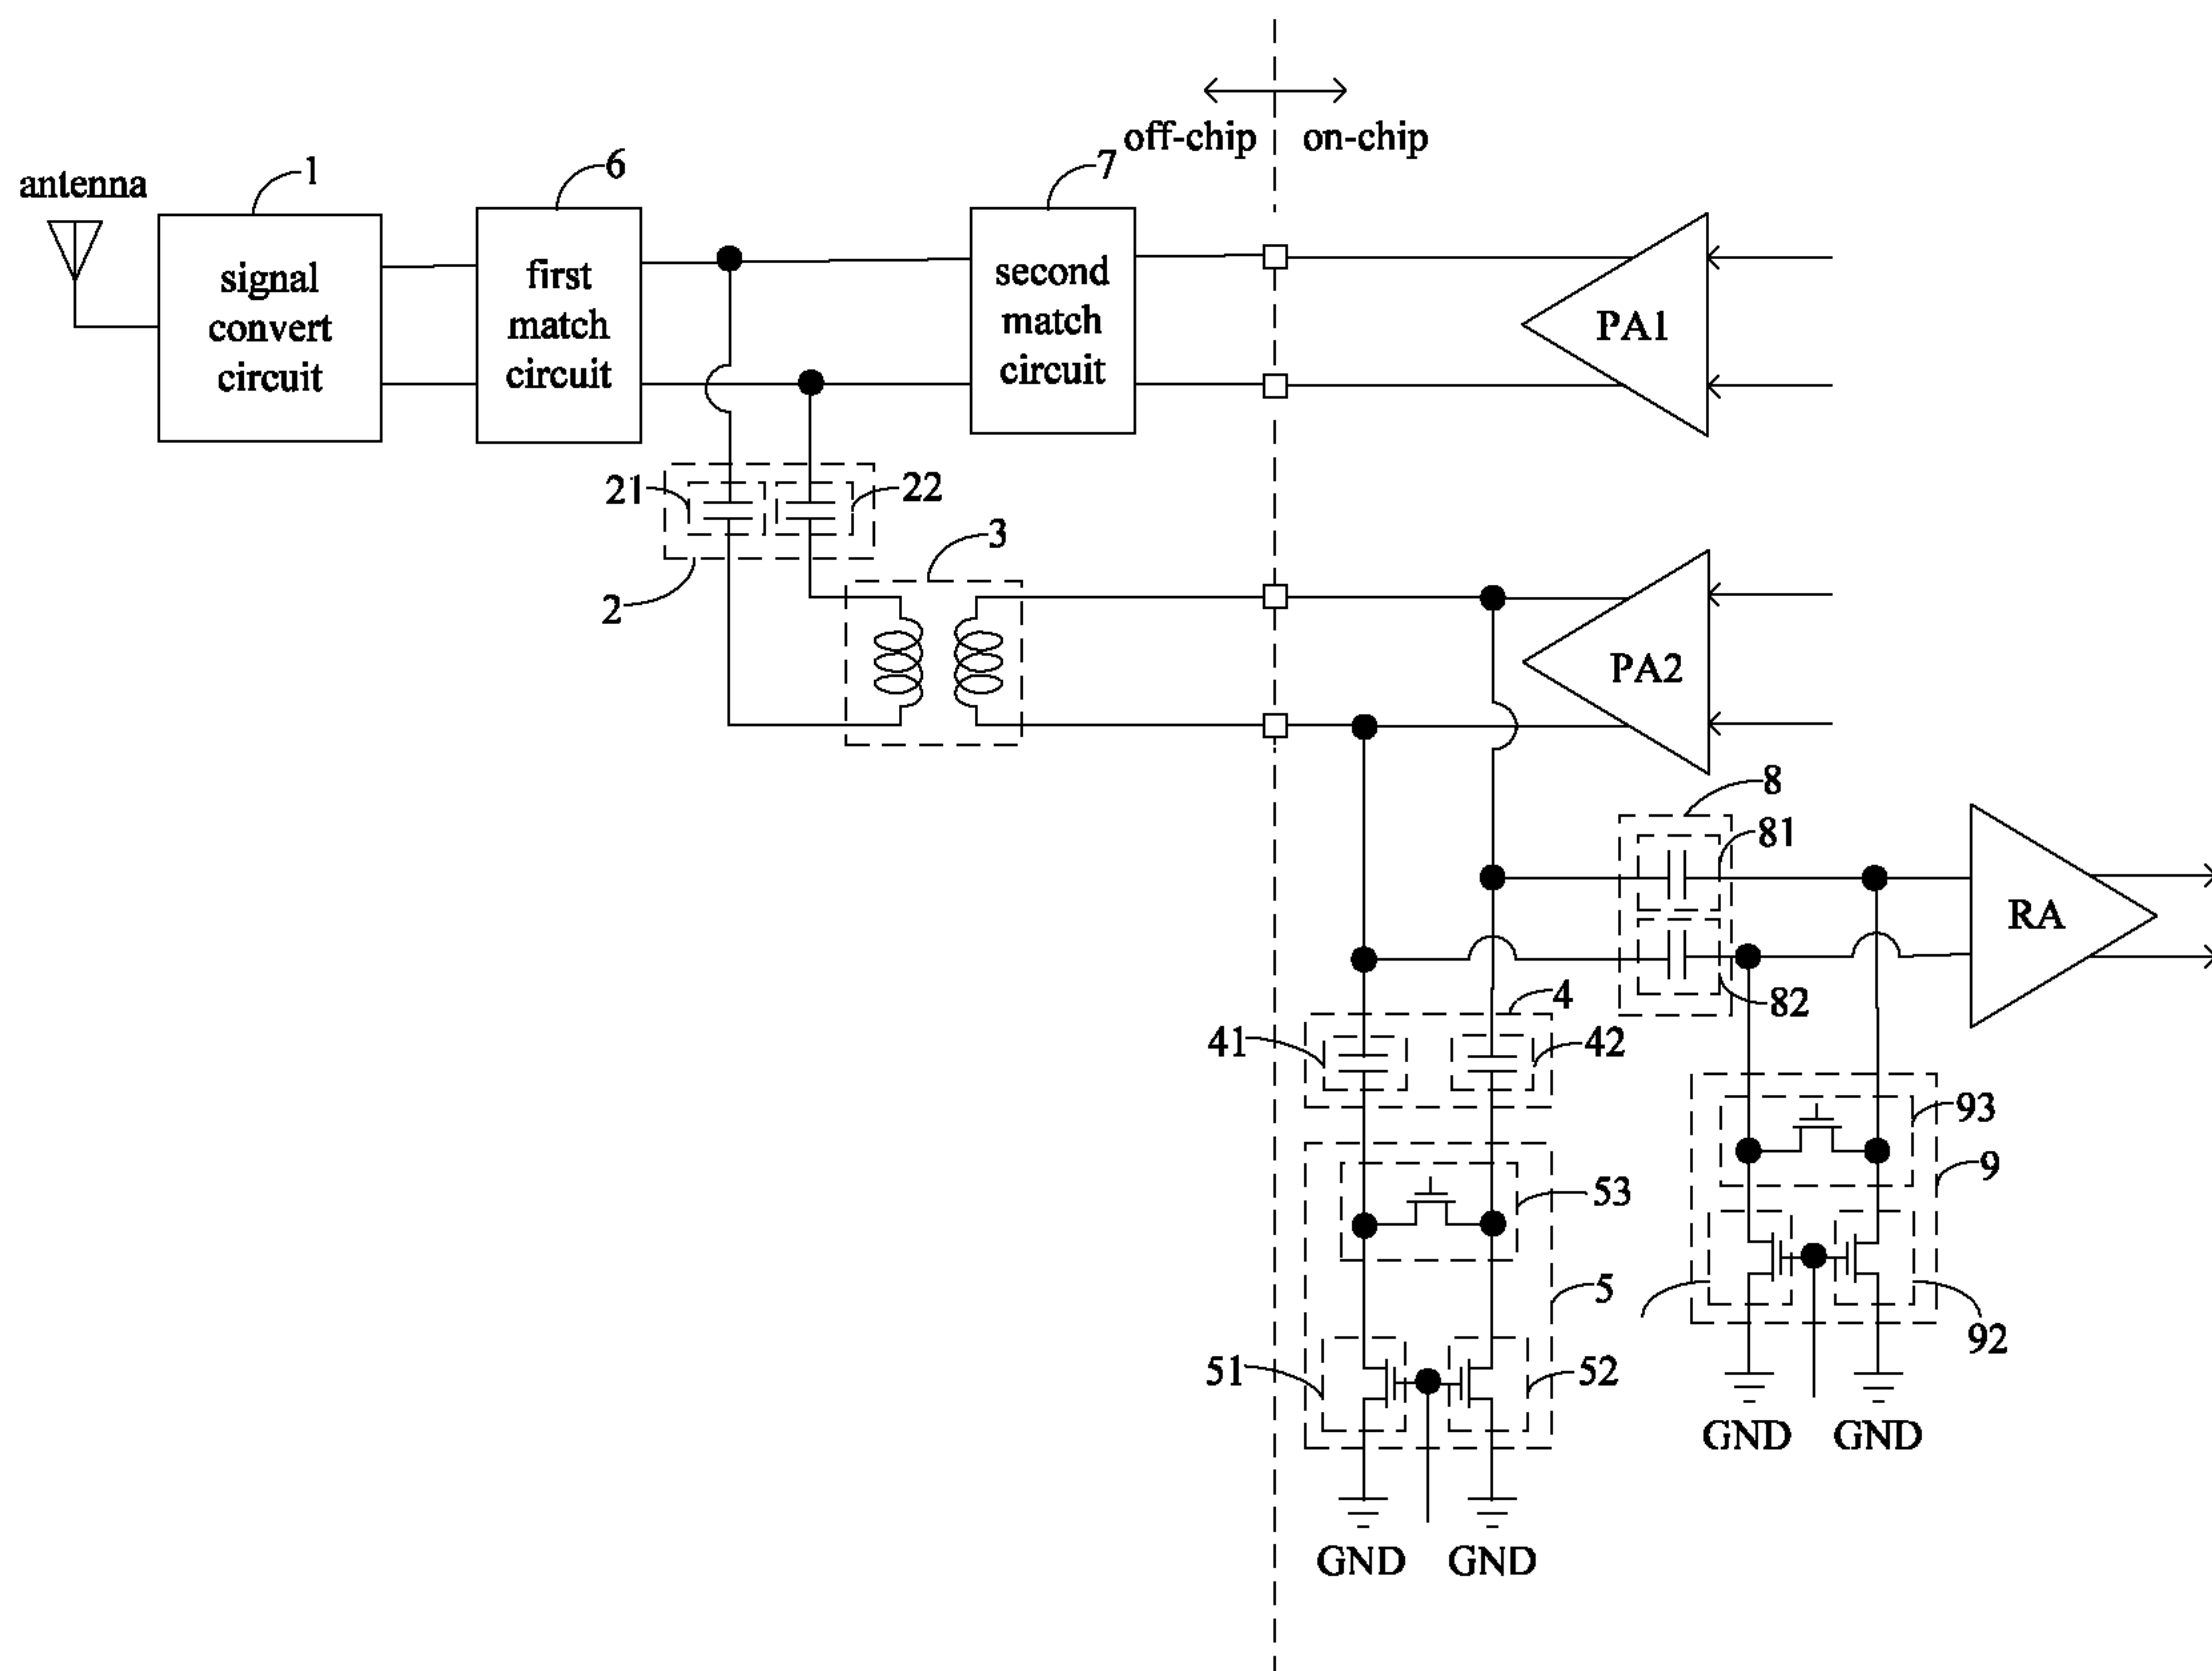 off-chip
on-chip
antenna
1
6
7
signal
convert
circuit
first
match
circuit
second
match
circuit
PA1
21
22
2
3
PA2
8
81
82
RA
4
41
42
53
5
51
52
93
9
92
GND
GND
GND
GND